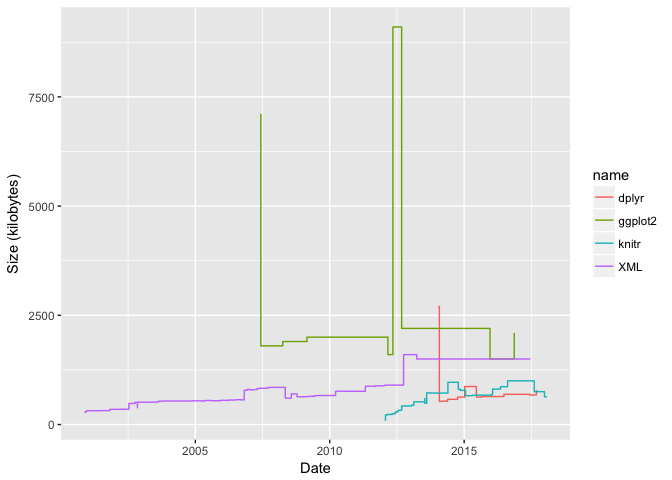 Size (kilobytes)
7500
5000
2500
0
2005
2010
2015
Date
name
dplyr
ggplot2
knitr
XML